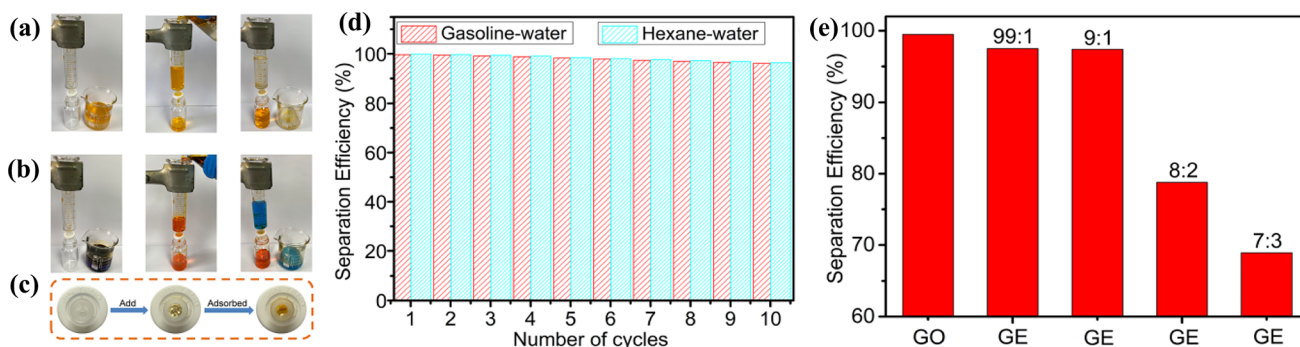 (a)
(b)
(c)
Add
Adsorbed
(d)
Gasoline-water
Hexane-water
Separation Efficiency (%)
100
80
60
40
20
0
1 2 3 4 5 6 7 8 9 10
Number of cycles
(e)
Separation Efficiency (%)
100
90
80
70
60
99:1
9:1
8:2
7:3
GO GE GE GE GE